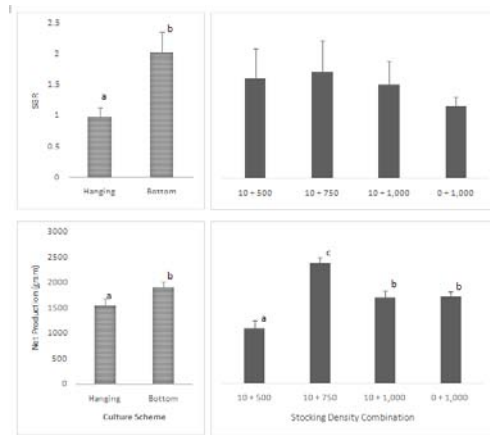 2.5
2
1.5
1
0.5
0
a
b
Hanging
Bottom
10 + 500
10 + 750
10 + 1,000
0 + 1,000
Net Production (gram)
3000
2500
2000
1500
1000
500
0
a
b
Hanging
Bottom
Culture Scheme
a
c
b
b
10 + 500
10 + 750
10 + 1,000
0 + 1,000
Stocking Density Combination